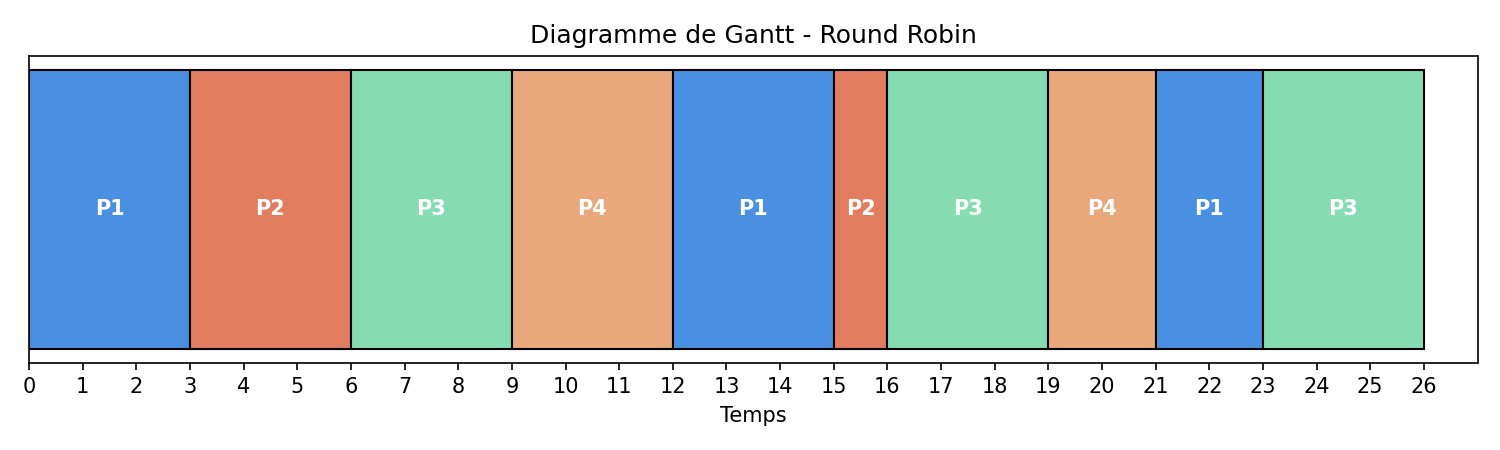 Diagramme de Gantt - Round Robin
P1 P2 P3 P4 P1 P2 P3 P4 P1 P3
0 1 2 3 4 5 6 7 8 9 10 11 12 13 14 15 16 17 18 19 20 21 22 23 24 25 26
Temps